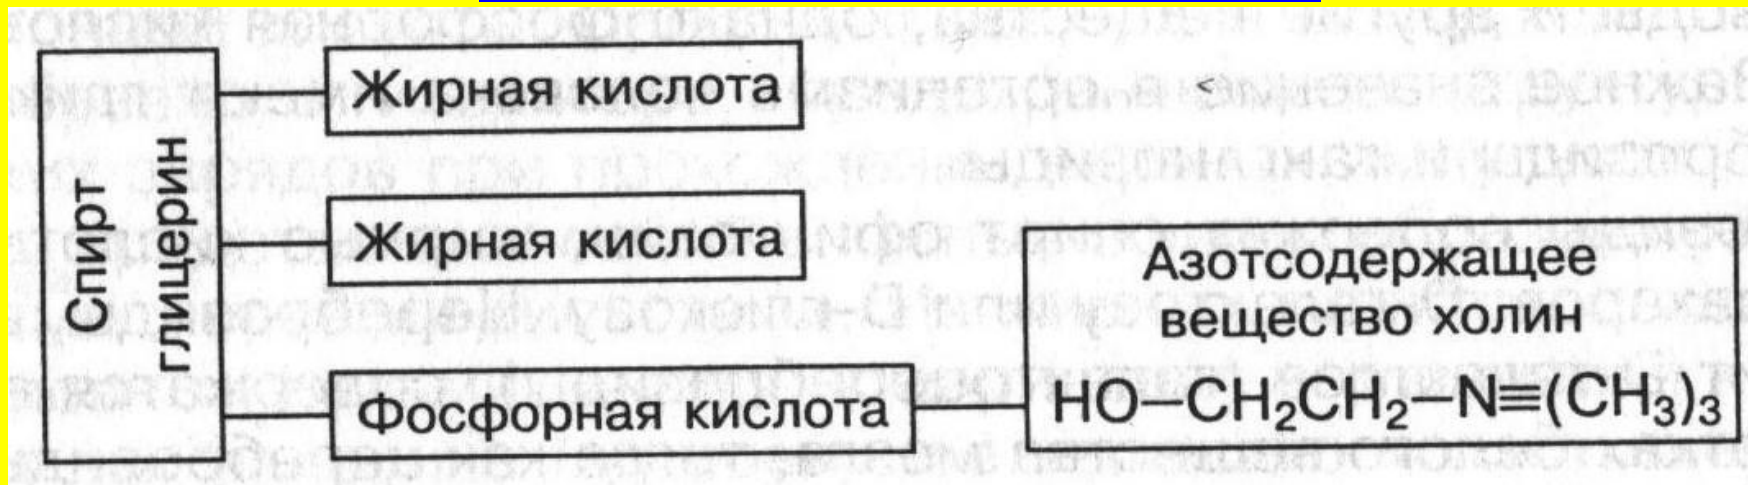 Жирная кислота
Спирт
глицерин
Жирная кислота
Азотсодержащее
вещество холин
Фосфорная кислота
HO–CH₂CH₂–N≡(CH₃)₃